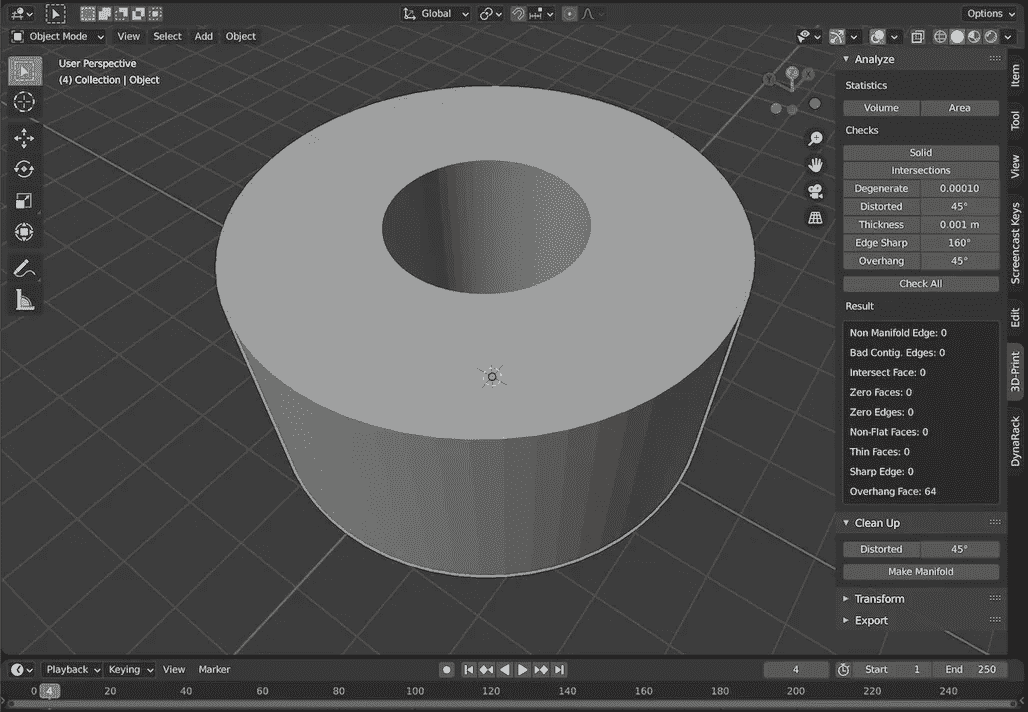 Global
Options
Object Mode View Select Add Object
User Perspective
(4) Collection | Object
Analyze
Statistics
Volume Area
Checks
Solid
Intersections
Degenerate 0.00010
Distorted 45°
Thickness 0.001 m
Edge Sharp 160°
Overhang 45°
Check All
Result
Non Manifold Edge: 0
Bad Contig. Edges: 0
Intersect Face: 0
Zero Faces: 0
Zero Edges: 0
Non-Flat Faces: 0
Thin Faces: 0
Sharp Edge: 0
Overhang Face: 64
Clean Up
Distorted 45°
Make Manifold
Transform
Export
Item
Tool
View
Screencast Keys
Edit
3D-Print
DynaRack
Playback Keying View Marker
4
Start 1 End 250
0 4 20 40 60 80 100 120 140 160 180 200 220 240